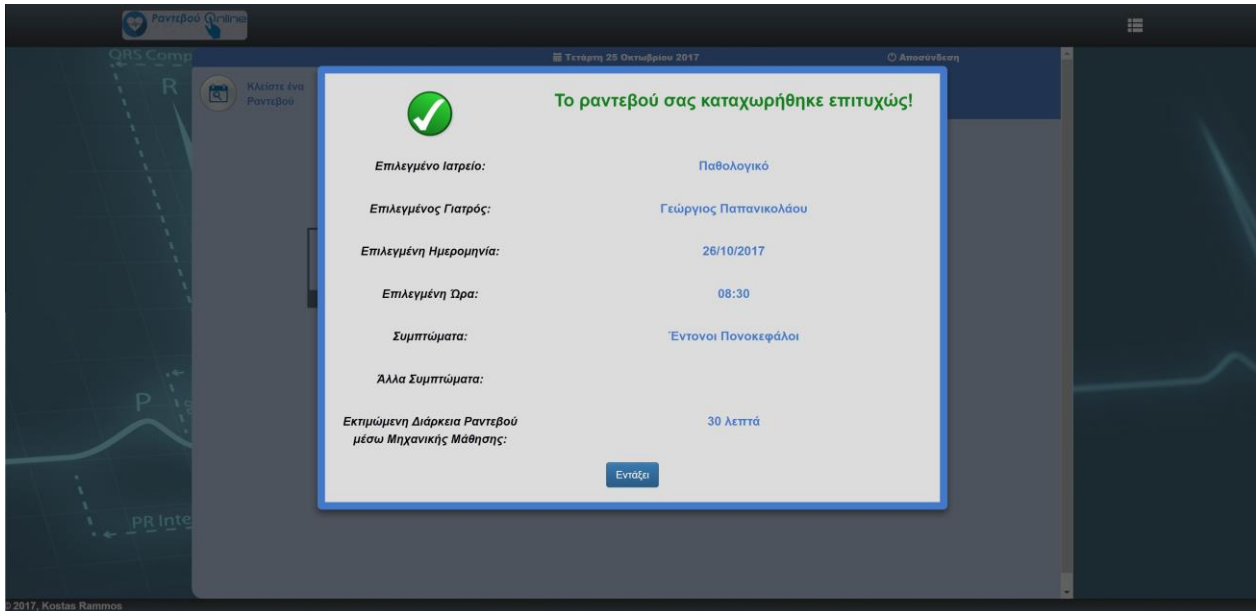 Ραντεβού Online
QRS Comp
Τετάρτη 25 Οκτωβρίου 2017
Αποσύνδεση
R
Κλείστε ένα
Ραντεβού
Το ραντεβού σας καταχωρήθηκε επιτυχώς!
Επιλεγμένο Ιατρείο: Παθολογικό
Επιλεγμένος Γιατρός: Γεώργιος Παπανικολάου
Επιλεγμένη Ημερομηνία: 26/10/2017
Επιλεγμένη Ώρα: 08:30
Συμπτώματα: Έντονοι Πονοκεφάλοι
Άλλα Συμπτώματα:
P
Εκτιμώμενη Διάρκεια Ραντεβού 30 λεπτά
μέσω Μηχανικής Μάθησης:
Εντάξει
PR Inte
© 2017, Kostas Rammos